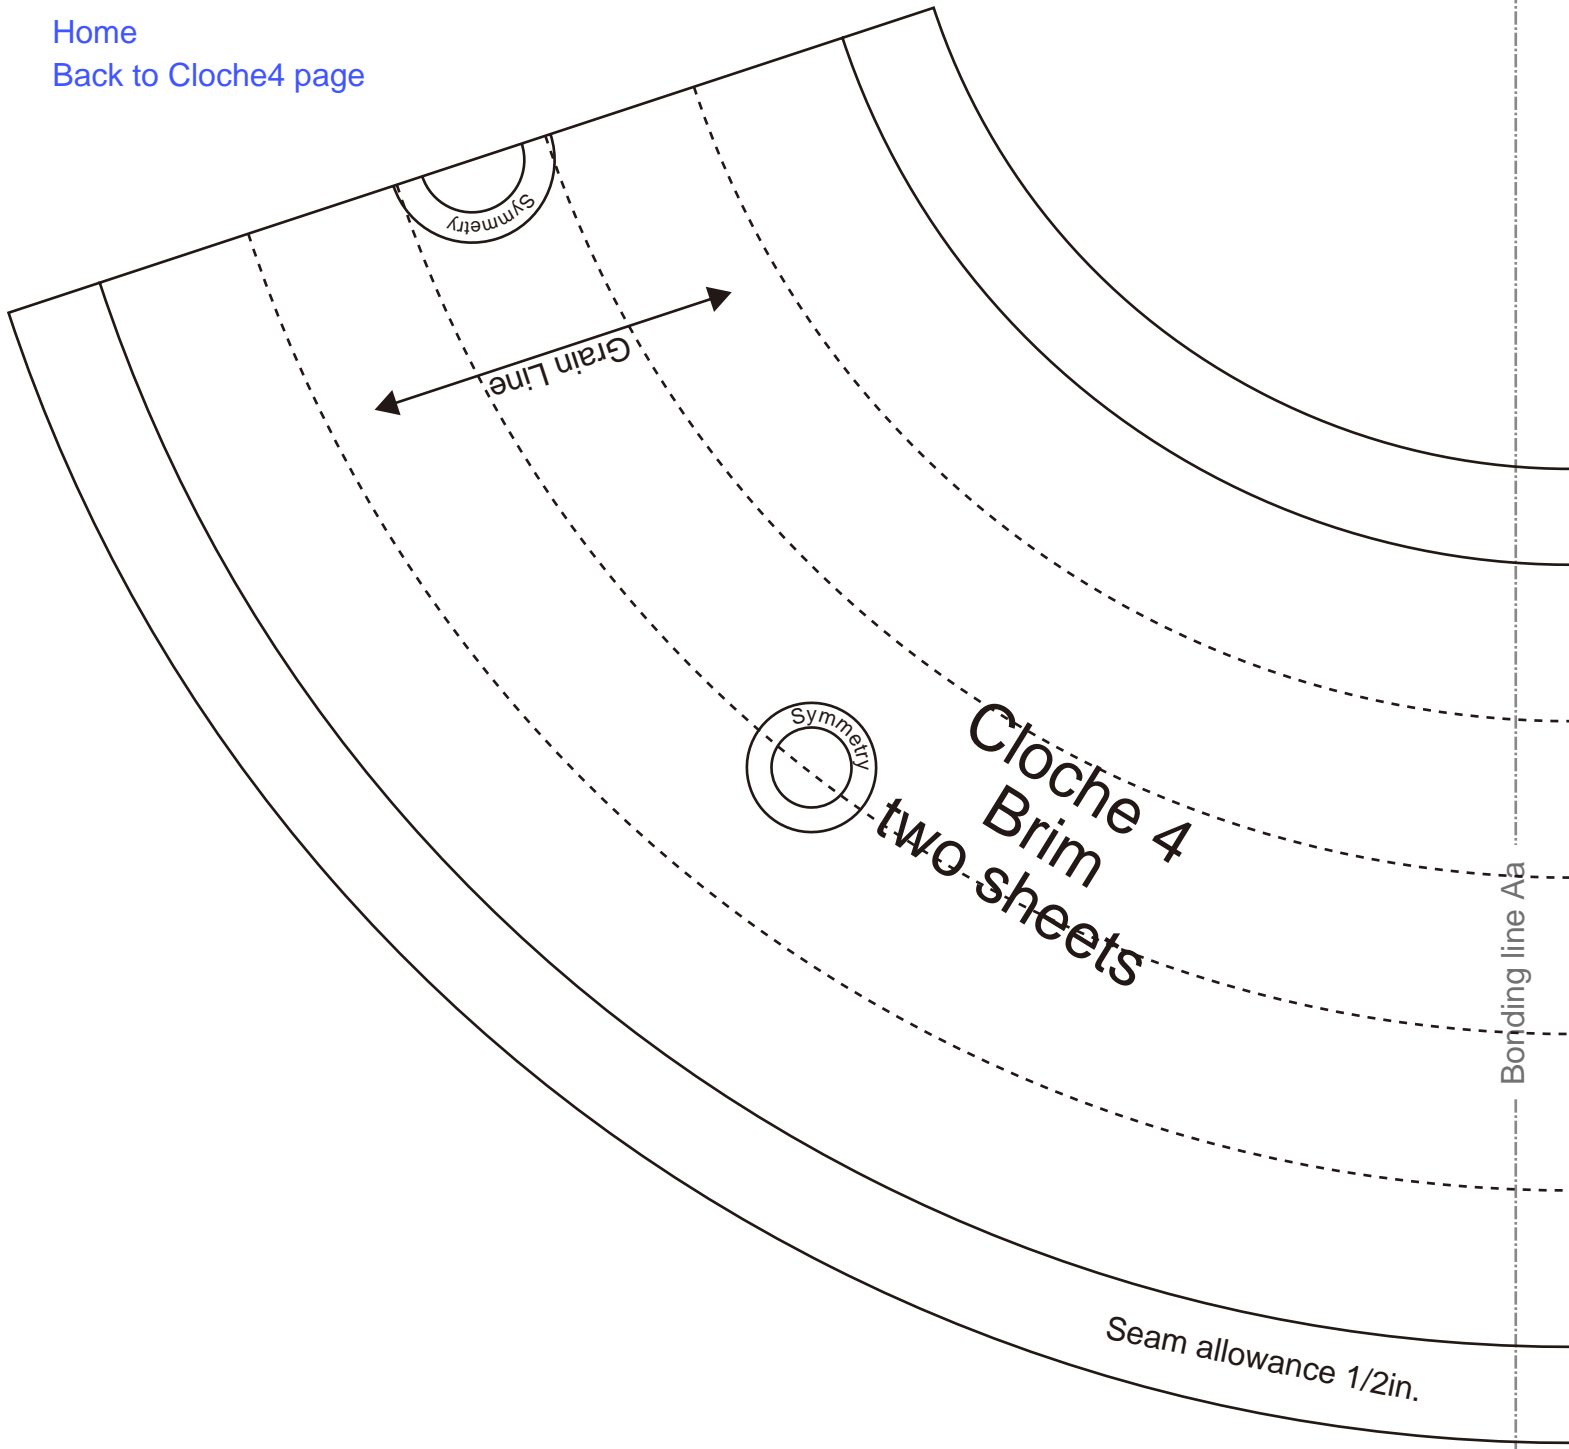 Home
Back to Cloche4 page
Symmetry
Grain Line
Symmetry
Cloche 4
Brim
two sheets
Bonding line Aa
Seam allowance 1/2in.